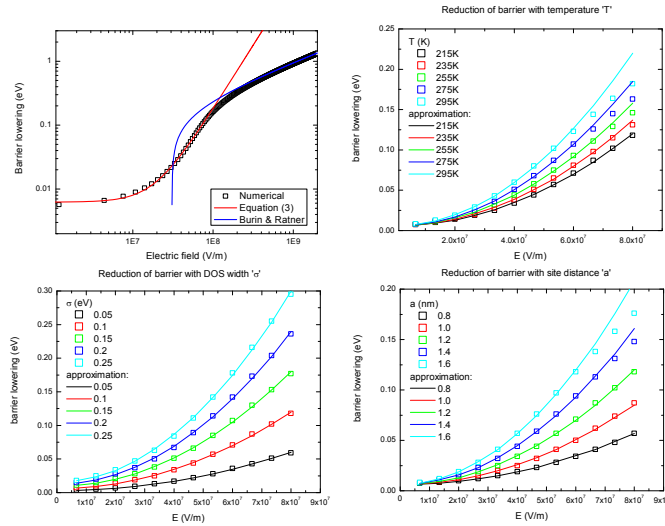 Barrier lowering (eV)
1
0.1
0.01
1E7
1E8
1E9
Electric field (V/m)
Numerical
Equation (3)
Burin & Ratner
Reduction of barrier with temperature 'T'
barrier lowering (eV)
0.25
0.20
0.15
0.10
0.05
0.00
T (K)
215K
235K
255K
275K
295K
approximation:
215K
235K
255K
275K
295K
2.0x10⁷
4.0x10⁷
6.0x10⁷
8.0x10⁷
E (V/m)
Reduction of barrier with DOS width 'σ'
barrier lowering (eV)
0.30
0.25
0.20
0.15
0.10
0.05
0.00
σ (eV)
0.05
0.1
0.15
0.2
0.25
approximation:
0.05
0.1
0.15
0.2
0.25
0
1x10⁷
2x10⁷
3x10⁷
4x10⁷
5x10⁷
6x10⁷
7x10⁷
8x10⁷
9x10⁷
E (V/m)
Reduction of barrier with site distance 'a'
barrier lowering (eV)
0.20
0.15
0.10
0.05
0.00
a (nm)
0.8
1.0
1.2
1.4
1.6
approximation:
0.8
1.0
1.2
1.4
1.6
0
1x10⁷
2x10⁷
3x10⁷
4x10⁷
5x10⁷
6x10⁷
7x10⁷
8x10⁷
9x10⁷
E (V/m)